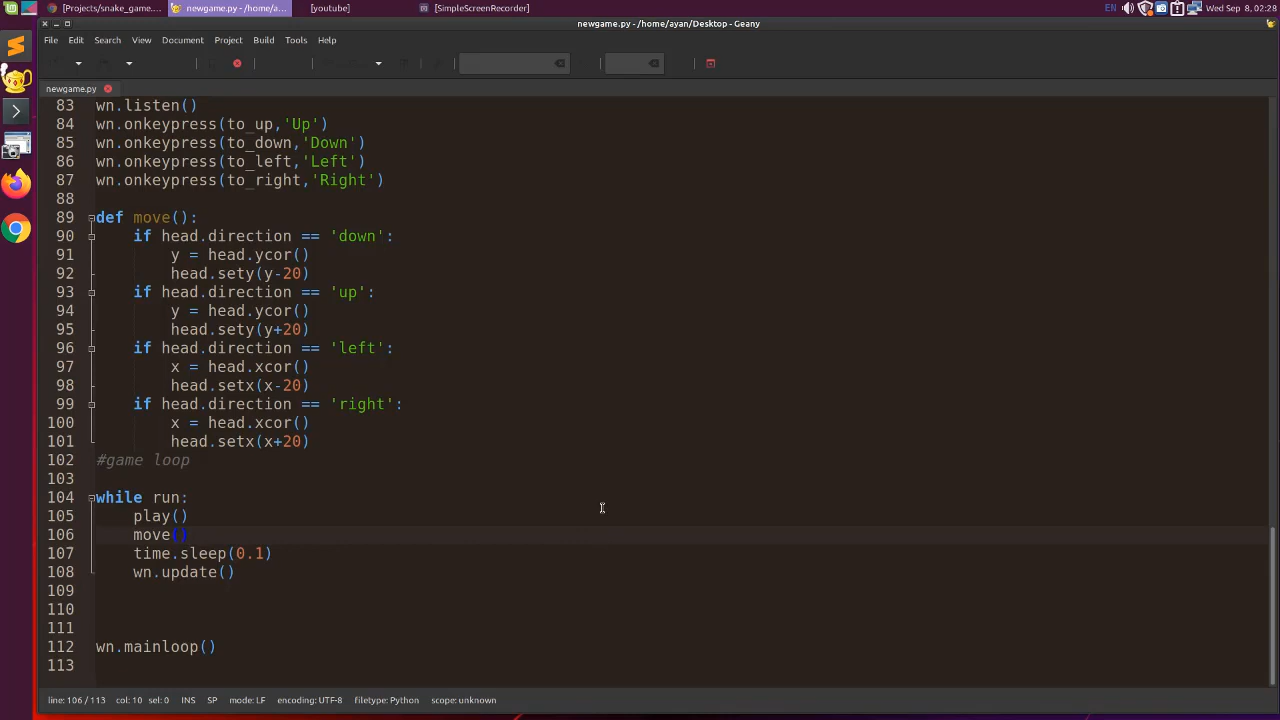 [Projects/snake_game....
newgame.py - /home/a...
[youtube]
[SimpleScreenRecorder]
EN
Wed Sep 8, 02:28
newgame.py - /home/ayan/Desktop - Geany
File Edit Search View Document Project Build Tools Help
newgame.py
83 wn.listen()
84 wn.onkeypress(to_up,'Up')
85 wn.onkeypress(to_down,'Down')
86 wn.onkeypress(to_left,'Left')
87 wn.onkeypress(to_right,'Right')
88
89 def move():
90     if head.direction == 'down':
91         y = head.ycor()
92         head.sety(y-20)
93     if head.direction == 'up':
94         y = head.ycor()
95         head.sety(y+20)
96     if head.direction == 'left':
97         x = head.xcor()
98         head.setx(x-20)
99     if head.direction == 'right':
100         x = head.xcor()
101         head.setx(x+20)
102 #game loop
103
104 while run:
105     play()
106     move()
107     time.sleep(0.1)
108     wn.update()
109
110
111
112 wn.mainloop()
113
line: 106 / 113 col: 10 sel: 0 INS SP mode: LF encoding: UTF-8 filetype: Python scope: unknown